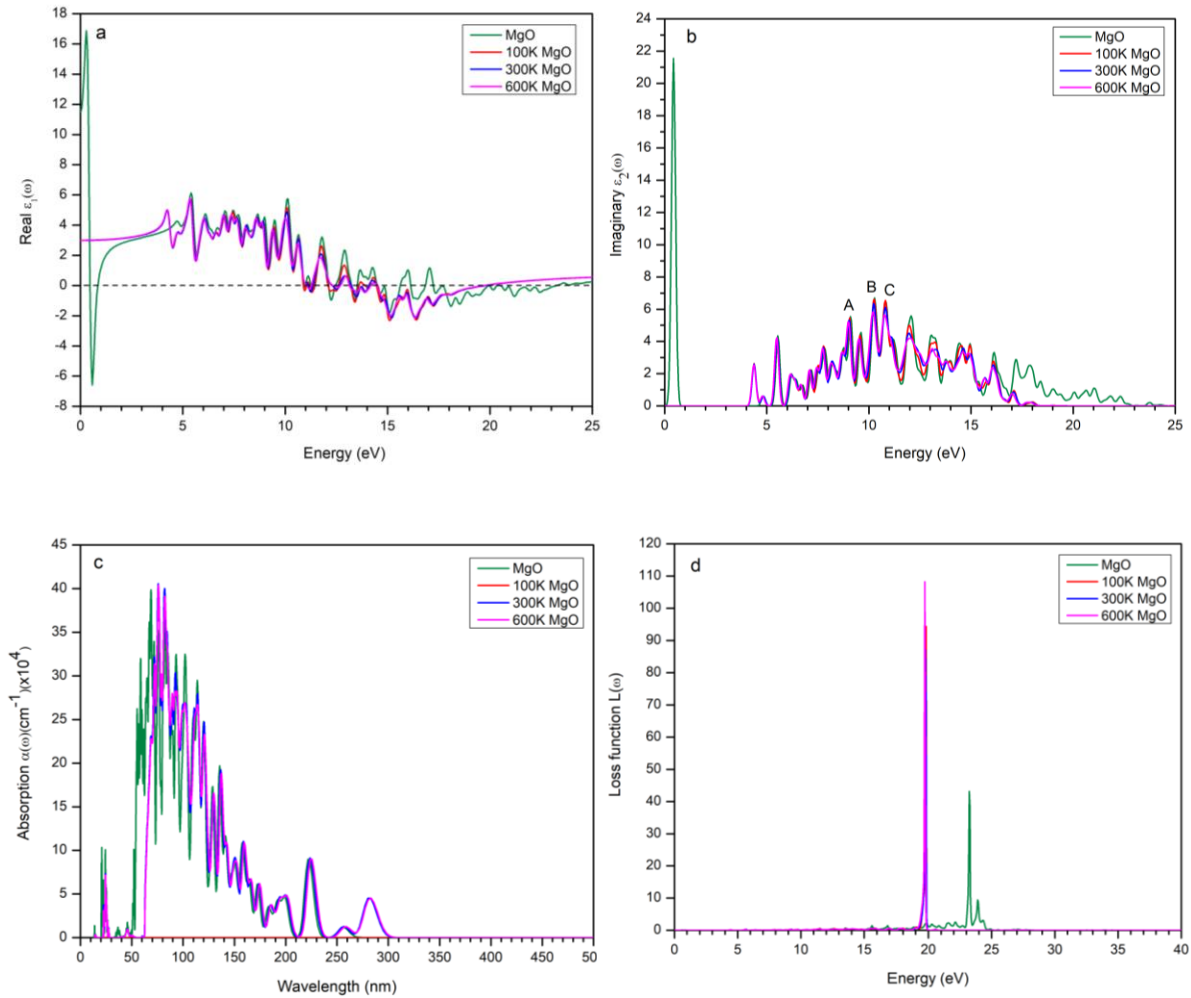 a
MgO
100K MgO
300K MgO
600K MgO
18
16
14
12
10
8
6
4
2
0
-2
-4
-6
-8
Real ε₁(ω)
0 5 10 15 20 25
Energy (eV)
b
MgO
100K MgO
300K MgO
600K MgO
24
22
20
18
16
14
12
10
8
6
4
2
0
Imaginary ε₂(ω)
A
B
C
0 5 10 15 20 25
Energy (eV)
c
MgO
100K MgO
300K MgO
600K MgO
45
40
35
30
25
20
15
10
5
0
Absorption α(ω)(cm⁻¹)(x10⁴)
0 50 100 150 200 250 300 350 400 450 50
Wavelength (nm)
d
MgO
100K MgO
300K MgO
600K MgO
120
110
100
90
80
70
60
50
40
30
20
10
0
Loss function L(ω)
0 5 10 15 20 25 30 35 40
Energy (eV)